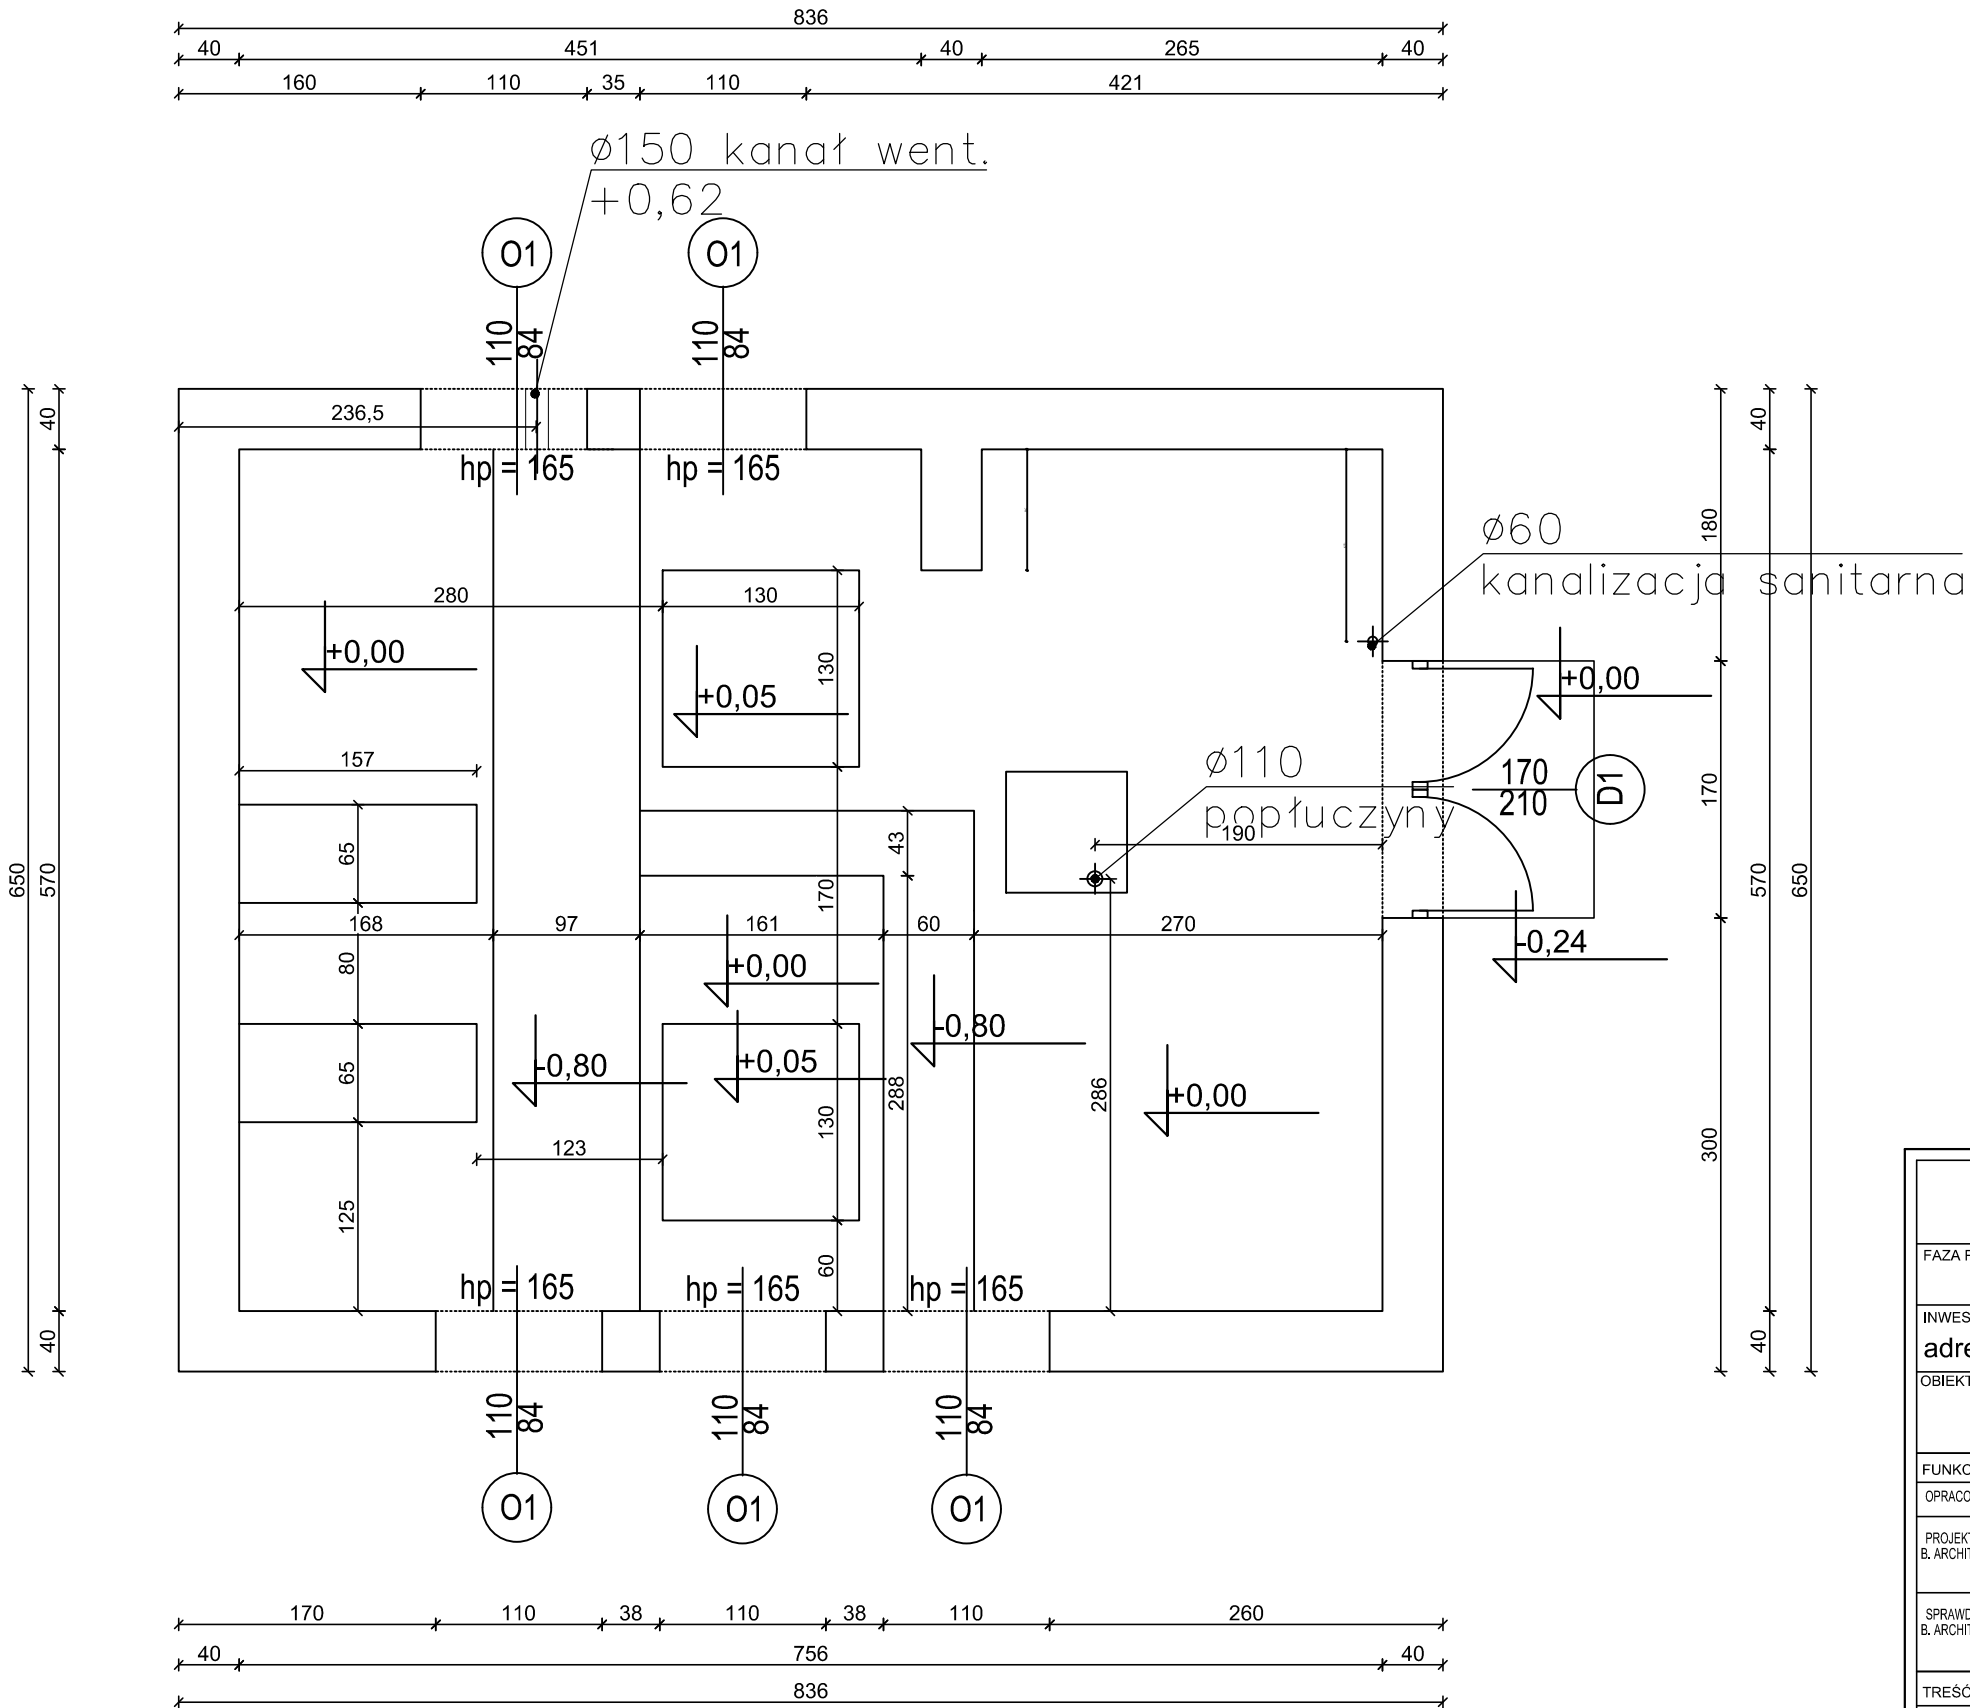 836
40 451 40 265 40
160 110 35 110 421
ø150 kanał went.
+0,62
O1 O1
110 84 110 84
40 236,5 40
hp = 165 hp = 165
ø60
kanalizacja sanitarna
180
280 130
+0,00 130 +0,05 +0,00
157
ø110
popłuczyny
190
170
210
D1
170
65 43
650 570 170 570 650
168 97 161 60 270
80 +0,00 -0,24
-0,80
65 -0,80 +0,05 288 286 +0,00
130
123 300
125
60
hp = 165 hp = 165 hp = 165
40 40
110 84 110 84 110 84
O1 O1 O1
170 110 38 110 38 110 260
40 756 40
836
FAZA
INWES
adre
OBIEKT
FUNKC
OPRACO
PROJEKT
B. ARCHIT
SPRAWD
B. ARCHIT
TREŚĆ